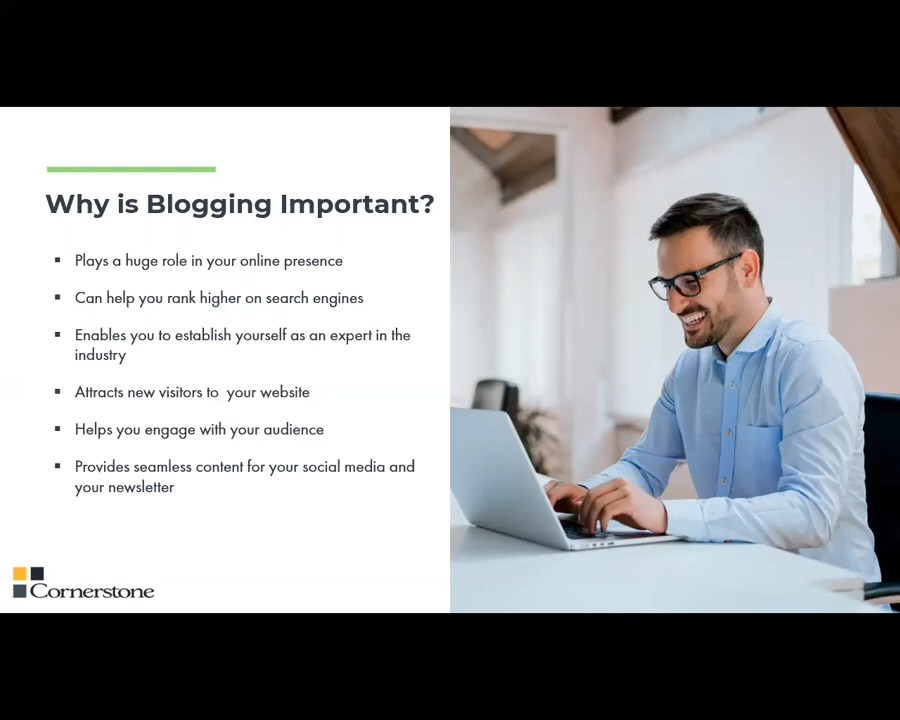 Why is Blogging Important?
▪ Plays a huge role in your online presence
▪ Can help you rank higher on search engines
▪ Enables you to establish yourself as an expert in the
industry
▪ Attracts new visitors to  your website
▪ Helps you engage with your audience
▪ Provides seamless content for your social media and
your newsletter
Cornerstone